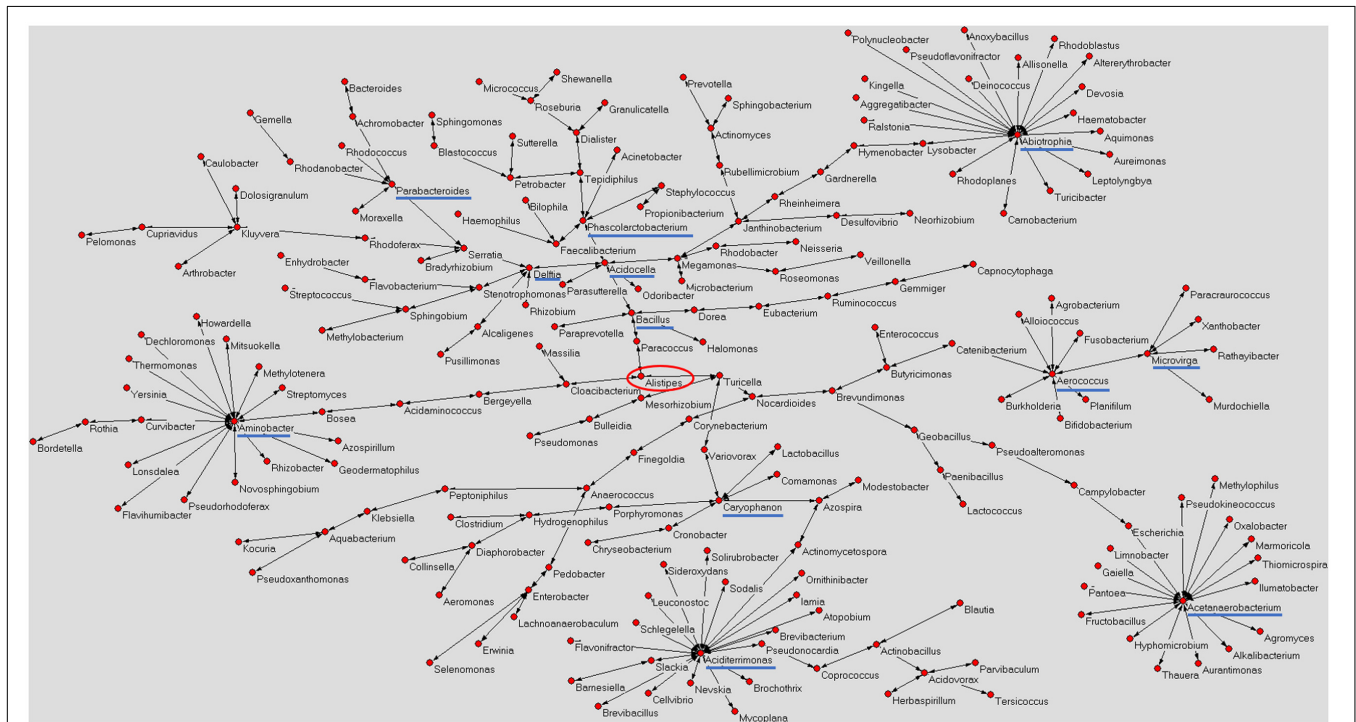 Polynucleobacter
Anoxybacillus
Pseudoflavonifractor
Rhodoblastus
Allisonella
Altererythrobacter
Kingella
Deinococcus
Devosia
Aggregatibacter
Haematobacter
Ralstonia
Aquimonas
Abiotrophia
Aureimonas
Hymenobacter
Lysobacter
Leptolyngbya
Rhodoplanes
Turicibacter
Carnobacterium
Shewanella
Micrococcus
Prevotella
Bacteroides
Roseburia
Granulicatella
Sphingobacterium
Gemella
Achromobacter
Sphingomonas
Dialister
Actinomyces
Rhodococcus
Blastococcus
Sutterella
Acinetobacter
Caulobacter
Rhodanobacter
Petrobacter
Tepidiphilus
Rubellimicrobium
Gardnerella
Dolosigranulum
Parabacteroides
Staphylococcus
Rheinheimera
Moraxella
Bilophila
Propionibacterium
Haemophilus
Phascolarctobacterium
Janthinobacterium
Desulfovibrio
Neorhizobium
Pelomonas
Cupriavidus
Kluyvera
Rhodoferax
Serratia
Faecalibacterium
Rhodobacter
Neisseria
Bradyrhizobium
Arthrobacter
Enhydrobacter
Delftia
Acidocella
Megamonas
Roseomonas
Veillonella
Capnocytophaga
Flavobacterium
Parasutterella
Odoribacter
Microbacterium
Gemmiger
Streptococcus
Stenotrophomonas
Rhizobium
Ruminococcus
Paracraurococcus
Sphingobium
Bacillus
Dorea
Eubacterium
Agrobacterium
Methylobacterium
Alcaligenes
Paraprevotella
Alloiococcus
Xanthobacter
Howardella
Pusillimonas
Paracoccus
Halomonas
Enterococcus
Catenibacterium
Fusobacterium
Dechloromonas
Mitsuokella
Massilia
Microvirga
Rathayibacter
Thermomonas
Methylotenera
Alistipes
Turicella
Butyricimonas
Aerococcus
Yersinia
Streptomyces
Cloacibacterium
Bergeyella
Mesorhizobium
Nocardioides
Brevundimonas
Burkholderia
Planifilum
Murdochiella
Acidaminococcus
Bosea
Bifidobacterium
Rothia
Curvibacter
Aminobacter
Bulleidia
Corynebacterium
Bordetella
Azospirillum
Pseudomonas
Geobacillus
Lonsdalea
Rhizobacter
Geodermatophilus
Finegoldia
Variovorax
Lactobacillus
Pseudoalteromonas
Novosphingobium
Comamonas
Modestobacter
Paenibacillus
Pseudorhodoferax
Peptoniphilus
Anaerococcus
Methylophilus
Flavihumibacter
Klebsiella
Clostridium
Hydrogenophilus
Porphyromonas
Caryophanon
Azospira
Lactococcus
Campylobacter
Pseudokineococcus
Kocuria
Aquabacterium
Cronobacter
Escherichia
Oxalobacter
Chryseobacterium
Actinomycetospora
Diaphorobacter
Solirubrobacter
Limnobacter
Marmoricola
Pseudoxanthomonas
Collinsella
Pedobacter
Sideroxydans
Gaiella
Thiomicrospira
Aeromonas
Enterobacter
Sodalis
Ornithinibacter
Pantoea
Ilumatobacter
Leuconostoc
Iamia
Blautia
Acetanaerobacterium
Lachnoanaerobaculum
Schlegelella
Atopobium
Fructobacillus
Erwinia
Flavonifractor
Brevibacterium
Hyphomicrobium
Agromyces
Selenomonas
Slackia
Aciditerrimonas
Pseudonocardia
Actinobacillus
Alkalibacterium
Barnesiella
Nevskia
Brochothrix
Coprococcus
Acidovorax
Parvibaculum
Thauera
Aurantimonas
Brevibacillus
Cellvibrio
Mycoplana
Herbaspirillum
Tersicoccus